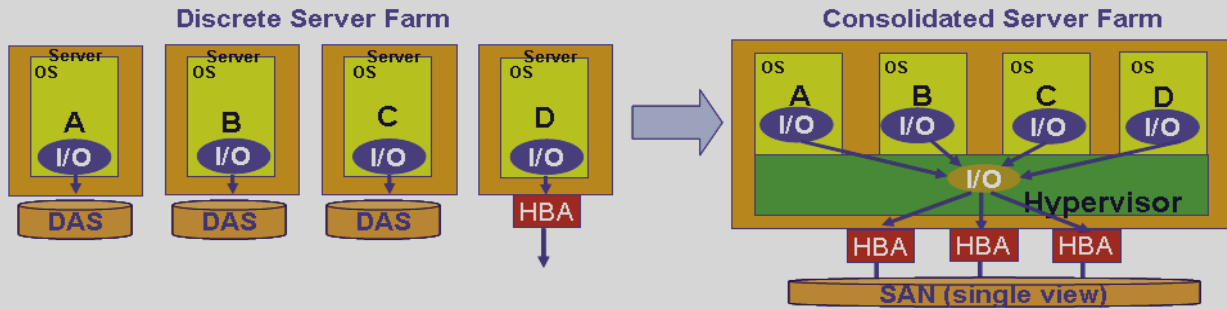 Discrete Server Farm
Consolidated Server Farm
Server
OS
A
I/O
DAS
Server
OS
B
I/O
DAS
Server
OS
C
I/O
DAS
Server
OS
D
I/O
HBA
OS
A
I/O
OS
B
I/O
OS
C
I/O
OS
D
I/O
I/O
Hypervisor
HBA
HBA
HBA
SAN (single view)